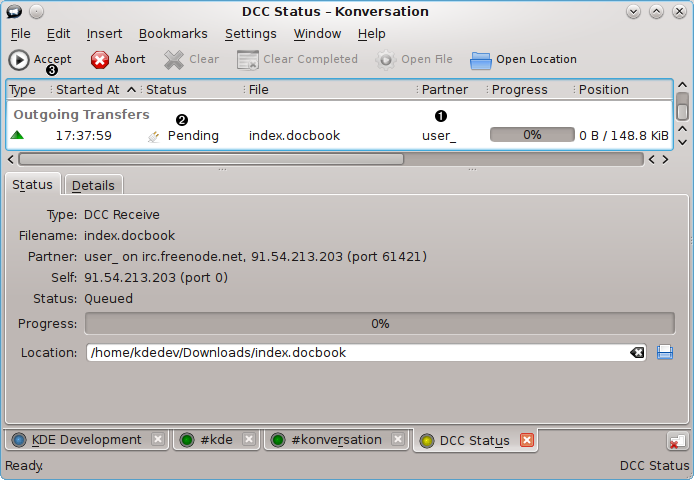 DCC Status – Konversation
File Edit Insert Bookmarks Settings Window Help
Accept Abort Clear Clear Completed Open File Open Location
3
Type Started At Status File Partner Progress Position
Outgoing Transfers 2 1
17:37:59 Pending index.docbook user_ 0% 0 B / 148.8 KiB
Status Details
Type: DCC Receive
Filename: index.docbook
Partner: user_ on irc.freenode.net, 91.54.213.203 (port 61421)
Self: 91.54.213.203 (port 0)
Status: Queued
Progress: 0%
Location: /home/kdedev/Downloads/index.docbook
KDE Development #kde #konversation DCC Status
Ready. DCC Status